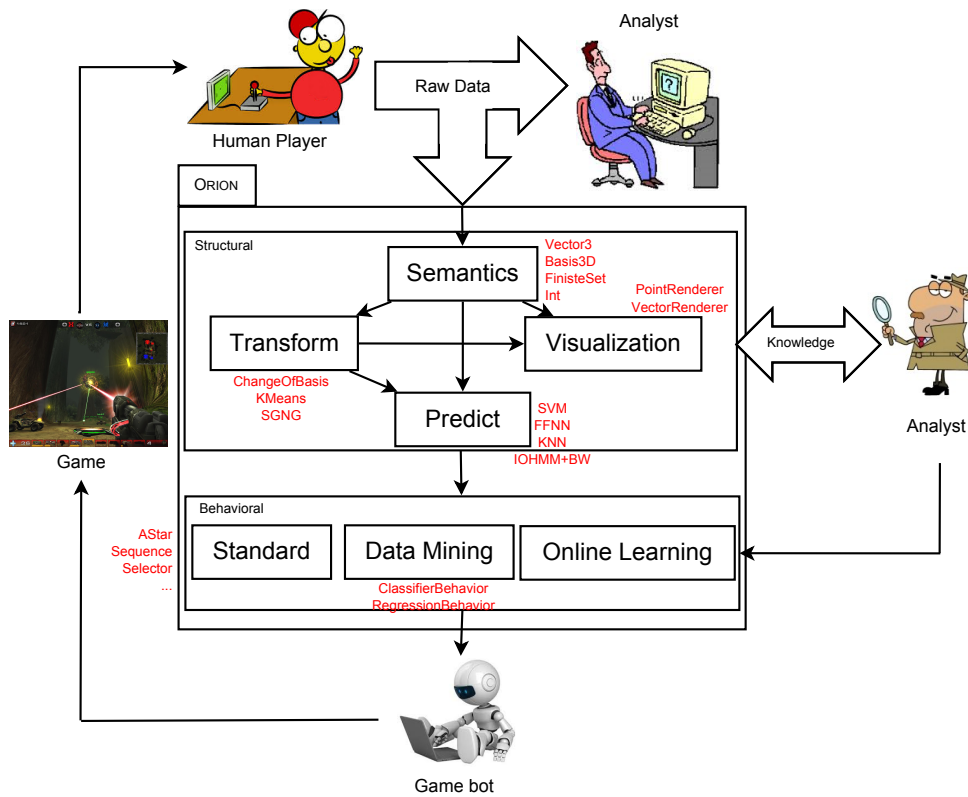 Analyst
Raw Data
Human Player
ORION
Structural
Semantics
Vector3
Basis3D
FinisteSet
Int
PointRenderer
VectorRenderer
Transform
Visualization
Knowledge
ChangeOfBasis
KMeans
SGNG
Predict
SVM
FFNN
KNN
IOHMM+BW
Analyst
Game
Behavioral
AStar
Sequence
Selector
...
Standard
Data Mining
Online Learning
ClassifierBehavior
RegressionBehavior
Game bot